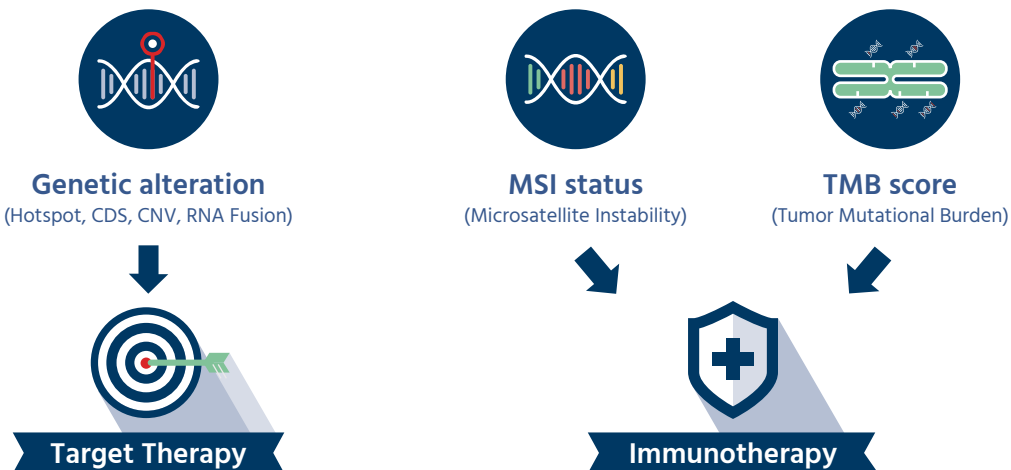 Genetic alteration
(Hotspot, CDS, CNV, RNA Fusion)
MSI status
(Microsatellite Instability)
TMB score
(Tumor Mutational Burden)
Target Therapy
Immunotherapy